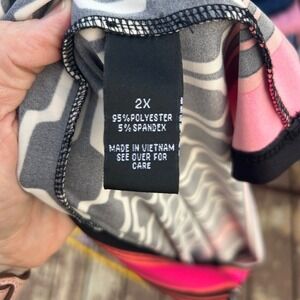 2X
95%POLYESTER
5%SPANDEX
MADE IN VIETNAM
SEE OVER FOR
CARE